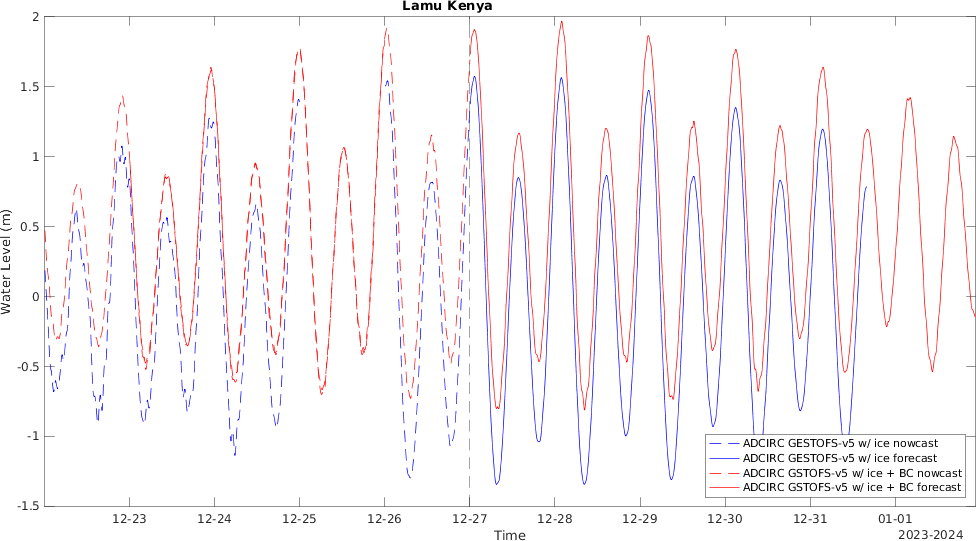 Lamu Kenya
2
1.5
1
0.5
0
-0.5
-1
-1.5
Water Level (m)
12-23 12-24 12-25 12-26 12-27 12-28 12-29 12-30 12-31 01-01
Time
2023-2024
ADCIRC GESTOFS-v5 w/ ice nowcast
ADCIRC GESTOFS-v5 w/ ice forecast
ADCIRC GSTOFS-v5 w/ ice + BC nowcast
ADCIRC GSTOFS-v5 w/ ice + BC forecast